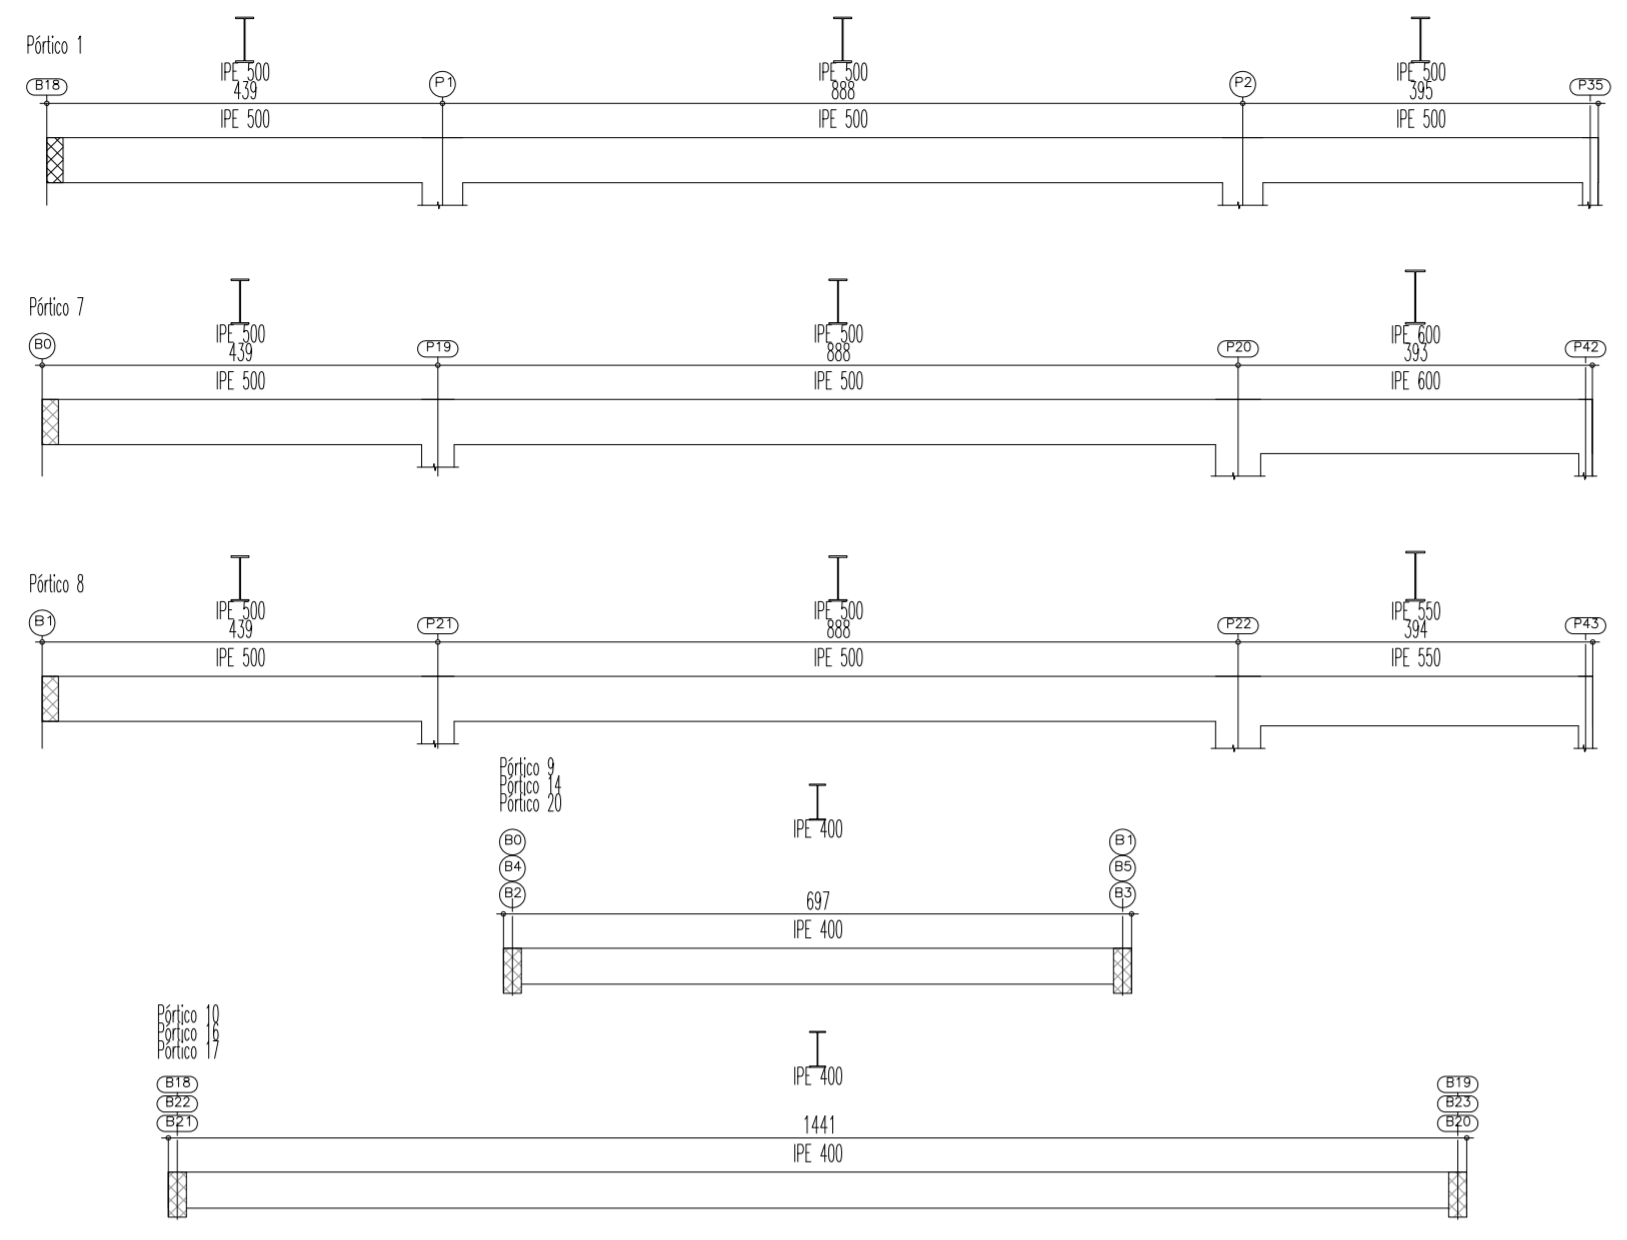 Pórtico 1
IPE 500
IPE 500
IPE 500
B18
439
P1
888
P2
395
P35
IPE 500
IPE 500
IPE 500
Pórtico 7
IPE 500
IPE 500
IPE 600
B0
439
P19
888
P20
393
P42
IPE 500
IPE 500
IPE 600
Pórtico 8
IPE 500
IPE 500
IPE 550
B1
439
P21
888
P22
394
P43
IPE 500
IPE 500
IPE 550
Pórtico 9
Pórtico 14
Pórtico 20
IPE 400
B0
B1
B4
B5
B2
B3
697
IPE 400
Pórtico 10
Pórtico 16
Pórtico 17
IPE 400
B18
B19
B22
B23
B21
B20
1441
IPE 400